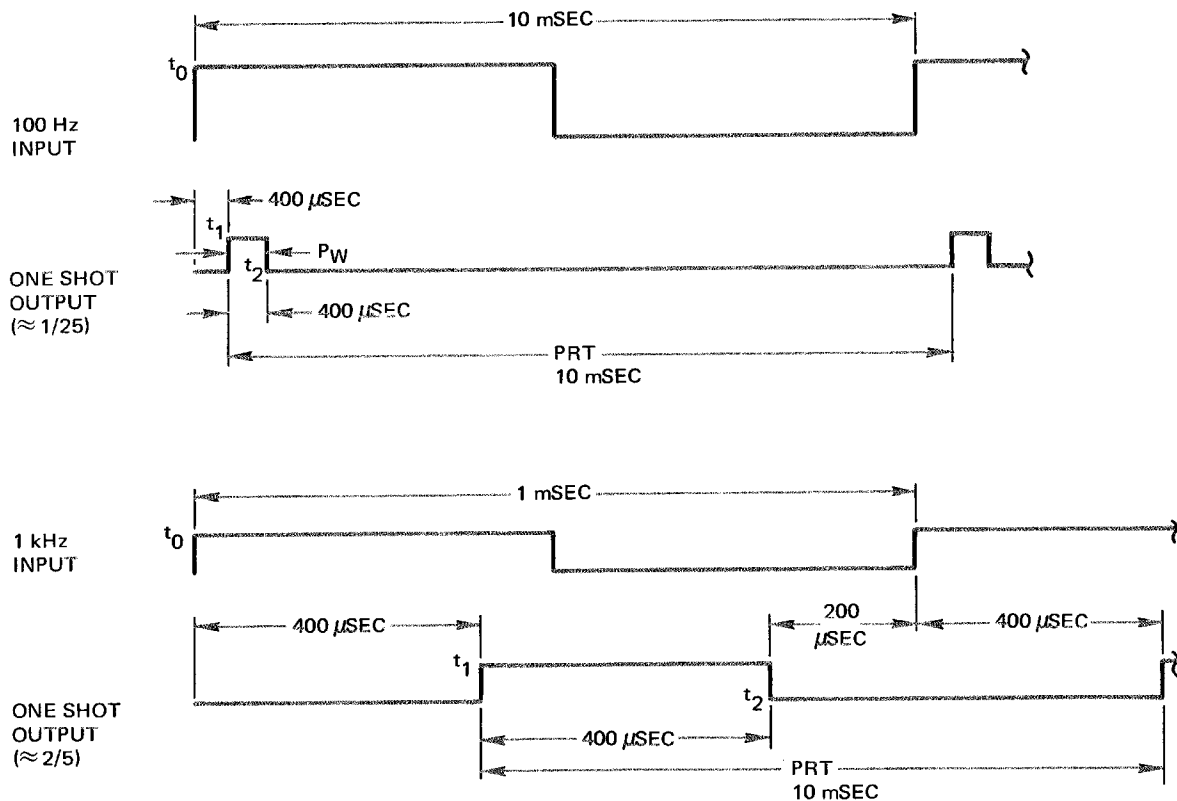 10 mSEC
t0
100 Hz
INPUT
400 µSEC
t1
PW
t2
ONE SHOT
OUTPUT
(≈ 1/25)
400 µSEC
PRT
10 mSEC
1 mSEC
t0
1 kHz
INPUT
400 µSEC
200
µSEC
400 µSEC
t1
t2
ONE SHOT
OUTPUT
(≈ 2/5)
400 µSEC
PRT
10 mSEC